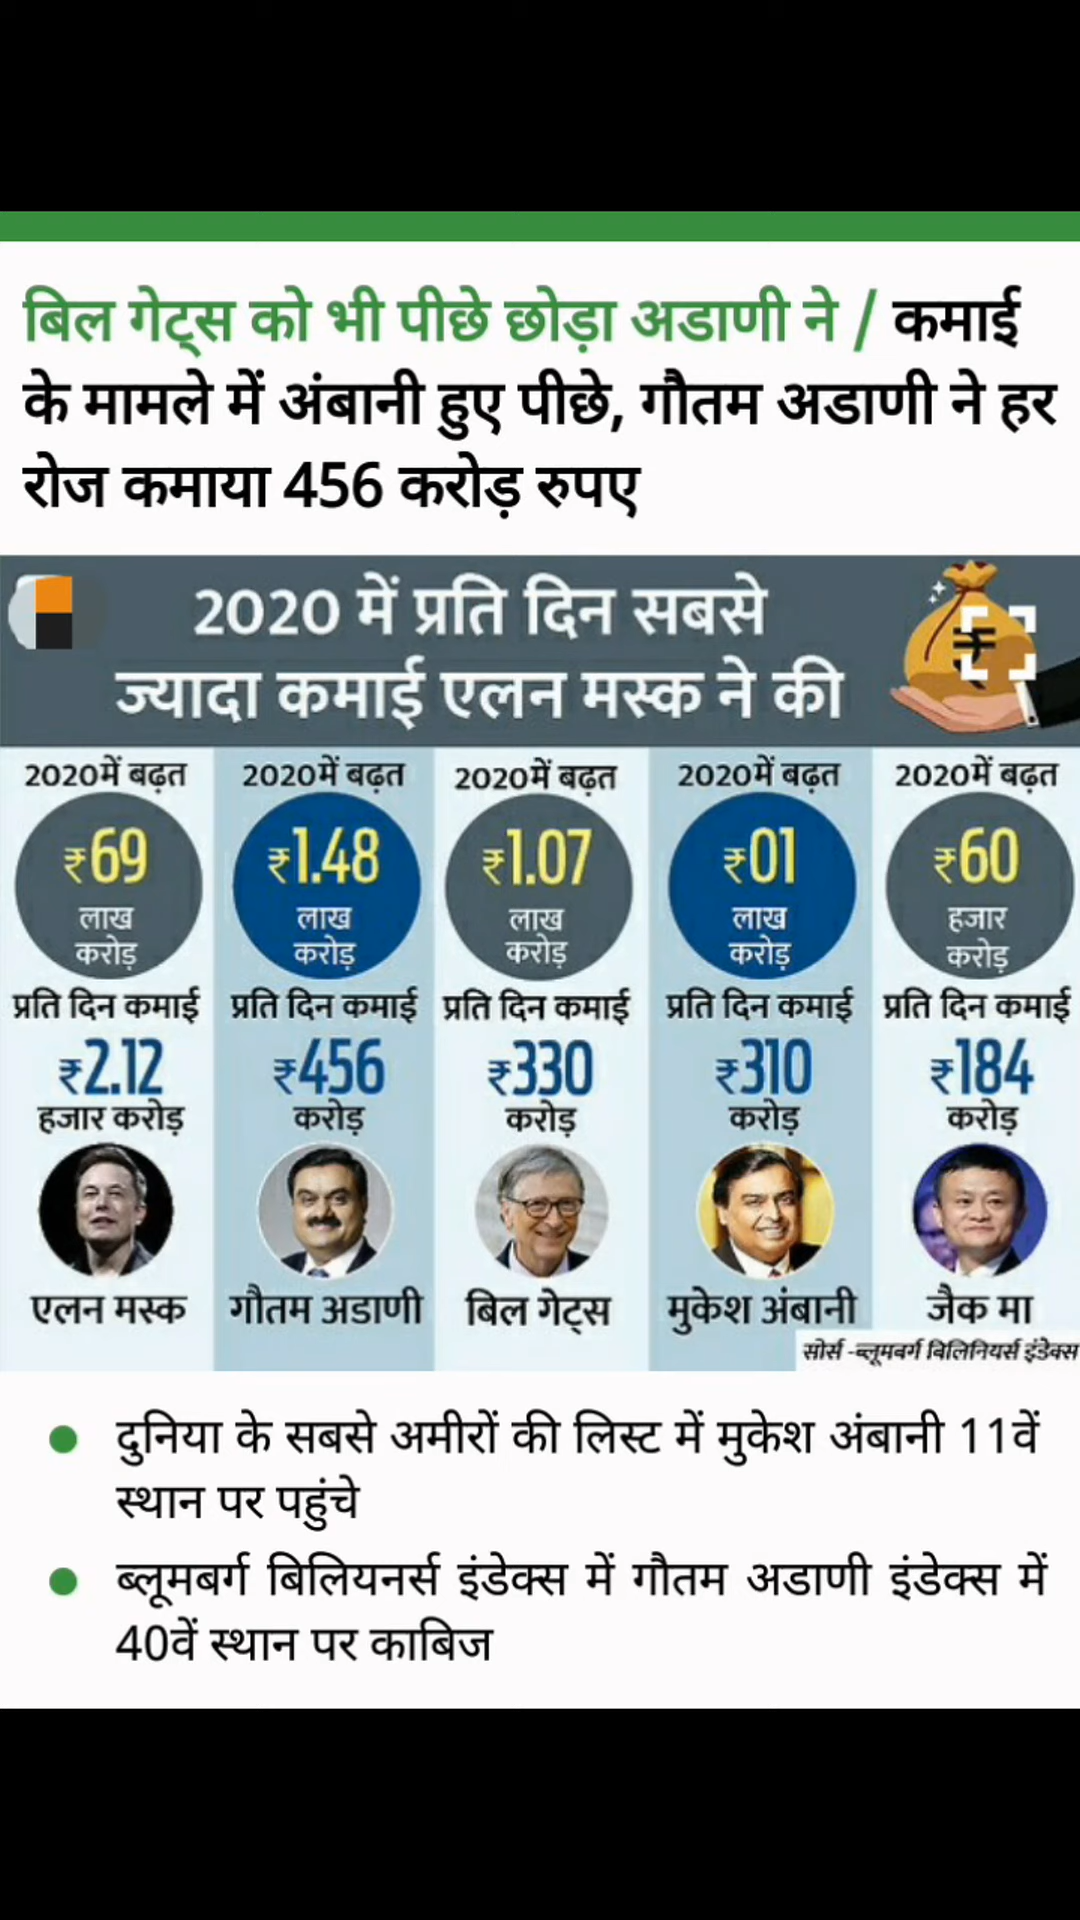 बिल गेट्स को भी पीछे छोड़ा अडाणी ने / कमाई
के मामले में अंबानी हुए पीछे, गौतम अडाणी ने हर
रोज कमाया 456 करोड़ रुपए
2020 में प्रति दिन सबसे
ज्यादा कमाई एलन मस्क ने की
₹
2020में बढ़त
₹69
लाख
करोड़
प्रति दिन कमाई
₹2.12
हजार करोड़
एलन मस्क
2020में बढ़त
₹1.48
लाख
करोड़
प्रति दिन कमाई
₹456
करोड़
गौतम अडाणी
2020में बढ़त
₹1.07
लाख
करोड़
प्रति दिन कमाई
₹330
करोड़
बिल गेट्स
2020में बढ़त
₹01
लाख
करोड़
प्रति दिन कमाई
₹310
करोड़
मुकेश अंबानी
2020में बढ़त
₹60
हजार
करोड़
प्रति दिन कमाई
₹184
करोड़
जैक मा
सोर्स -ब्लूमबर्ग बिलिनियर्स इंडेक्स
दुनिया के सबसे अमीरों की लिस्ट में मुकेश अंबानी 11वें
स्थान पर पहुंचे
ब्लूमबर्ग बिलियनर्स इंडेक्स में गौतम अडाणी इंडेक्स में
40वें स्थान पर काबिज